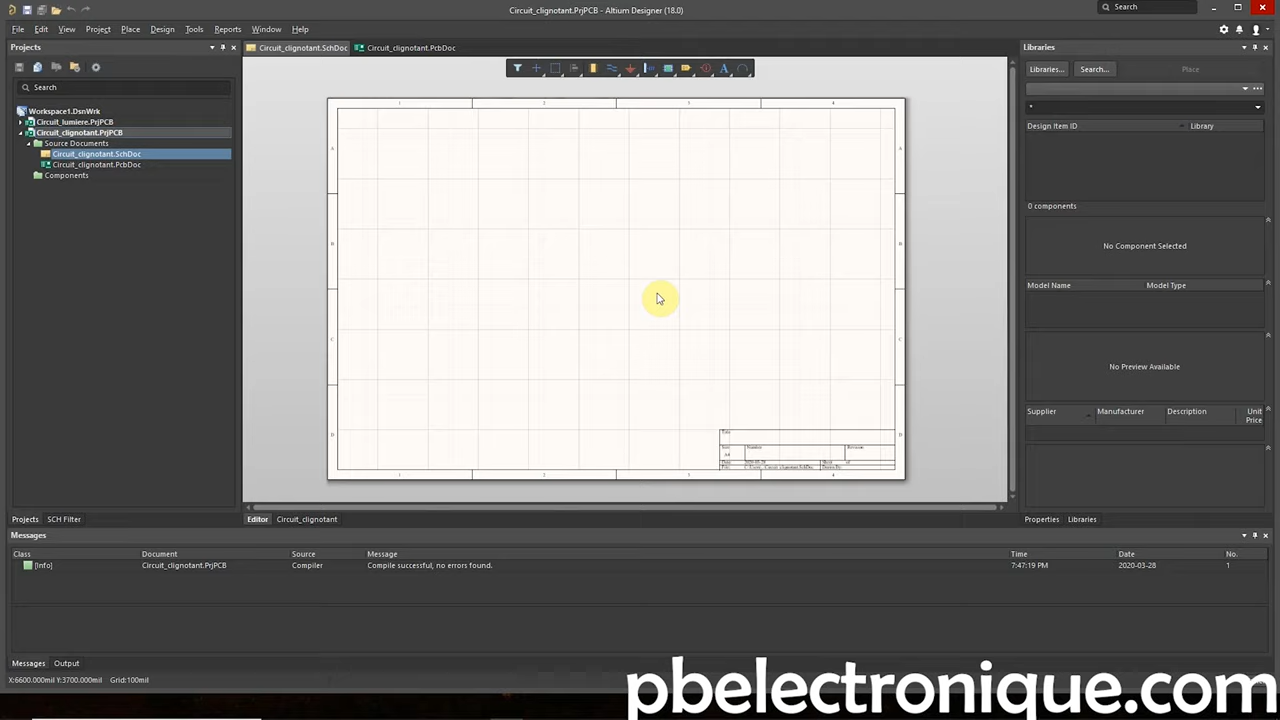 Circuit_clignotant.PrjPCB - Altium Designer (18.0)
Search
File Edit View Project Place Design Tools Reports Window Help
Projects
Circuit_clignotant.SchDoc
Circuit_clignotant.PcbDoc
Libraries
Search
Libraries...
Search...
Place
Workspace1.DsnWrk
Circuit_lumiere.PrjPCB
Circuit_clignotant.PrjPCB
Source Documents
Circuit_clignotant.SchDoc
Circuit_clignotant.PcbDoc
Components
*
Design Item ID
Library
0 components
No Component Selected
Model Name
Model Type
No Preview Available
Supplier
Manufacturer
Description
Unit Price
Title
Projects
SCH Filter
Editor
Circuit_clignotant
Properties
Libraries
Messages
Class Document Source Message Time Date No.
[Info] Circuit_clignotant.PrjPCB Compiler Compile successful, no errors found. 7:47:19 PM 2020-03-28 1
Messages
Output
X:6600.000mil Y:3700.000mil Grid:100mil
pbelectronique.com